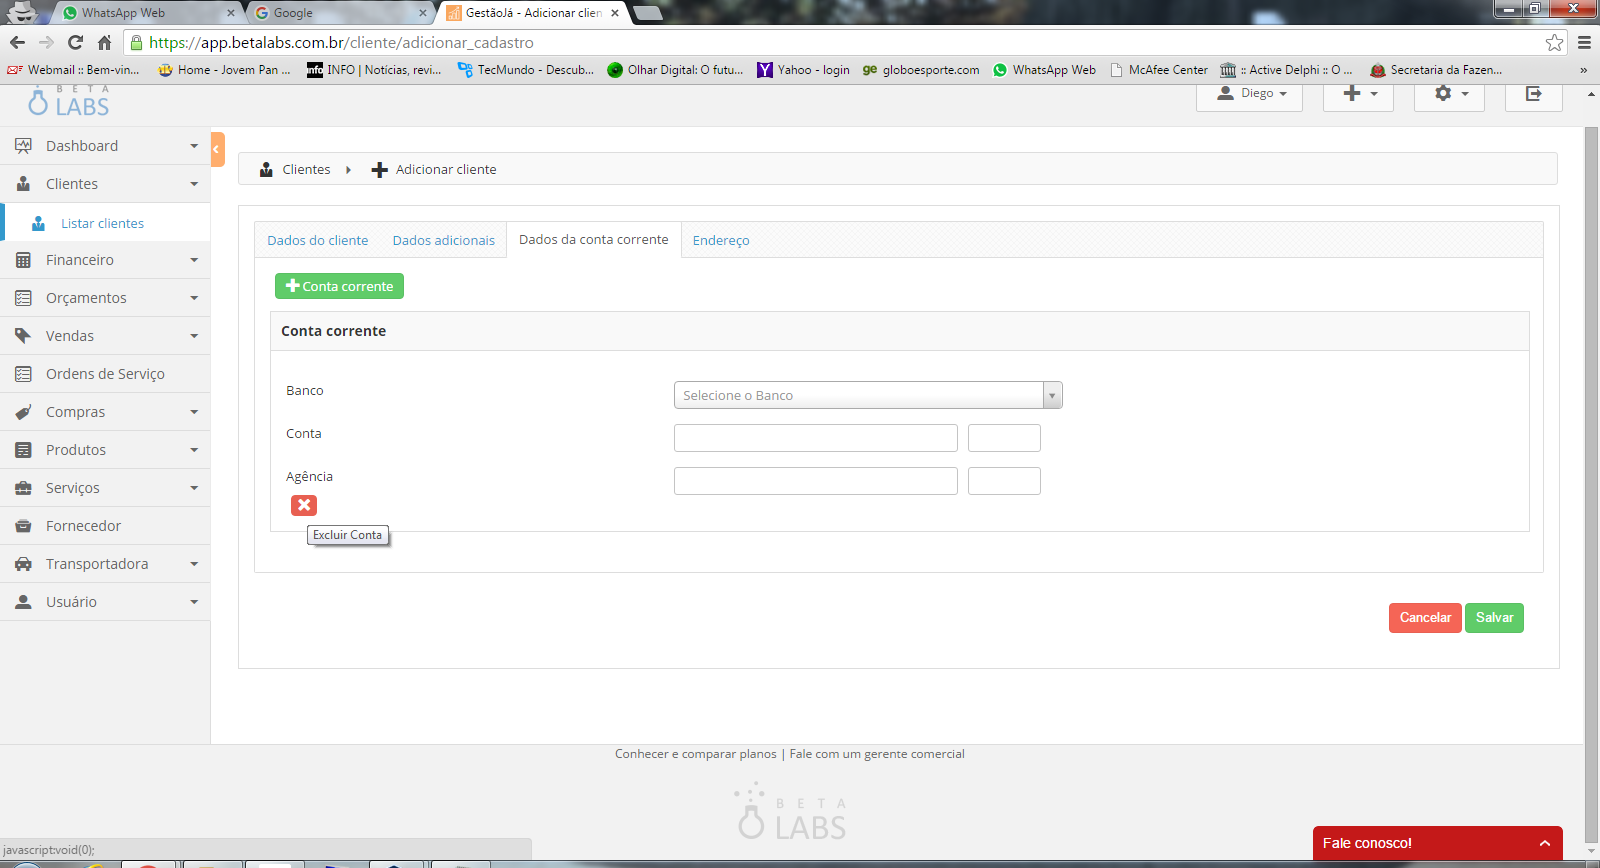 WhatsApp Web
Google
GestãoJá - Adicionar clien
https://app.betalabs.com.br/cliente/adicionar_cadastro
Webmail :: Bem-vin...
Home - Jovem Pan ...
INFO | Notícias, revi...
TecMundo - Descub...
Olhar Digital: O futu...
Yahoo - login
ge globoesporte.com
WhatsApp Web
McAfee Center
:: Active Delphi :: O ...
Secretaria da Fazen...
»
BETA
LABS
Diego
Dashboard
Clientes
Listar clientes
Financeiro
Orçamentos
Vendas
Ordens de Serviço
Compras
Produtos
Serviços
Fornecedor
Transportadora
Usuário
Clientes
Adicionar cliente
Dados do cliente
Dados adicionais
Dados da conta corrente
Endereço
Conta corrente
Conta corrente
Banco
Selecione o Banco
Conta
Agência
Excluir Conta
Cancelar
Salvar
Conhecer e comparar planos | Fale com um gerente comercial
BETA
LABS
Fale conosco!
javascript:void(0);